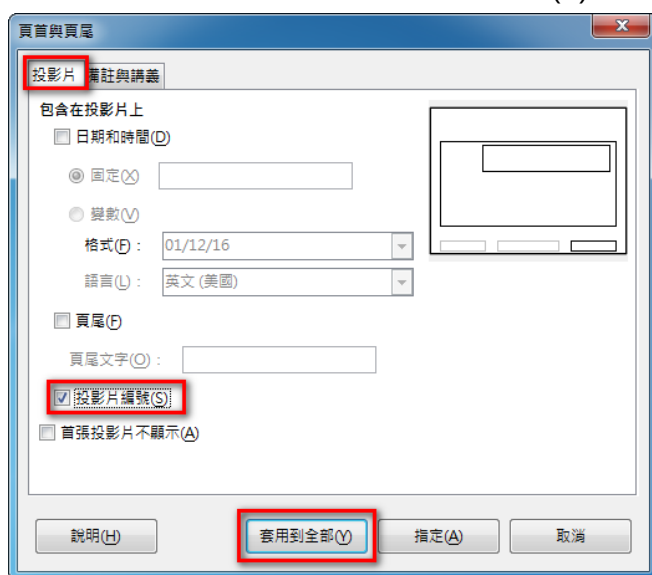 頁首與頁尾
投影片 備註與講義
包含在投影片上
日期和時間(D)
固定(X)
變數(V)
格式(F)： 01/12/16
語言(L)： 英文 (美國)
頁尾(F)
頁尾文字(O)：
投影片編號(S)
首張投影片不顯示(A)
說明(H) 套用到全部(Y) 指定(A) 取消